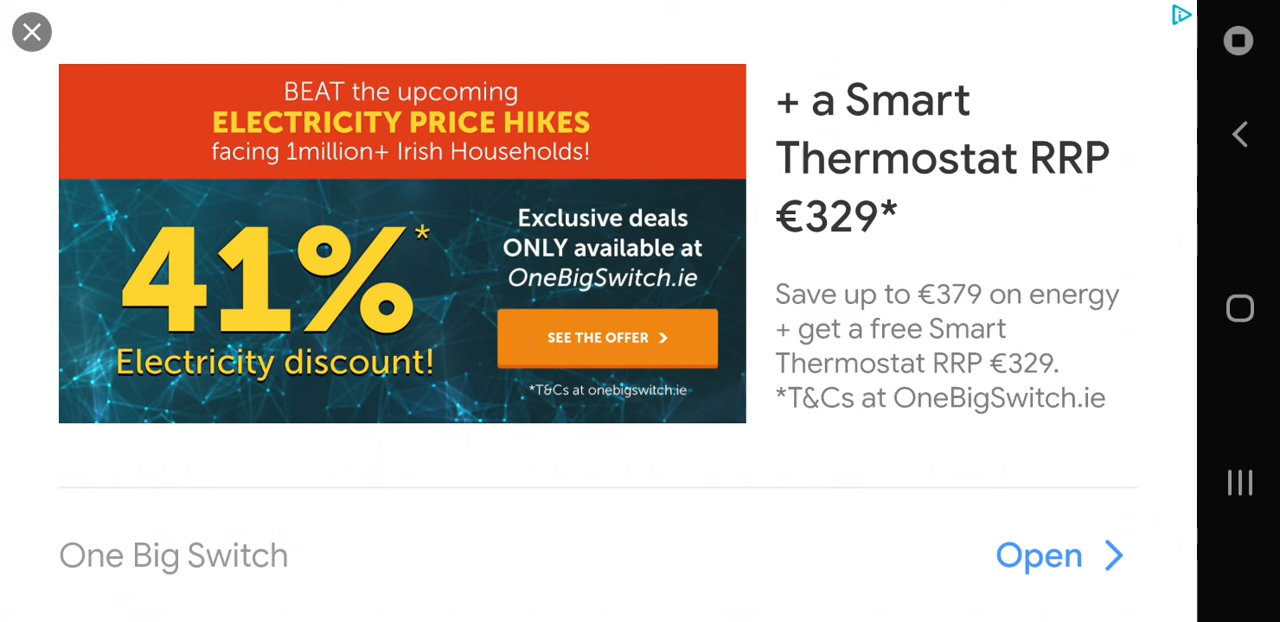 BEAT the upcoming
ELECTRICITY PRICE HIKES
facing 1million+ Irish Households!
41%*
Electricity discount!
Exclusive deals
ONLY available at
OneBigSwitch.ie
SEE THE OFFER
*T&Cs at onebigswitch.ie
+ a Smart
Thermostat RRP
€329*
Save up to €379 on energy
+ get a free Smart
Thermostat RRP €329.
*T&Cs at OneBigSwitch.ie
One Big Switch
Open